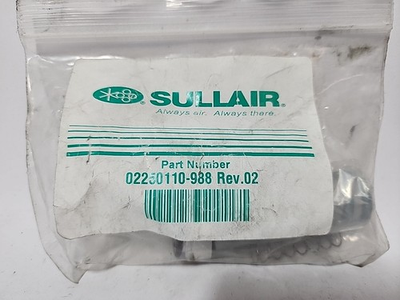 SULLAIR®
Always air. Always there.
Part Number
02250110-988 Rev.02